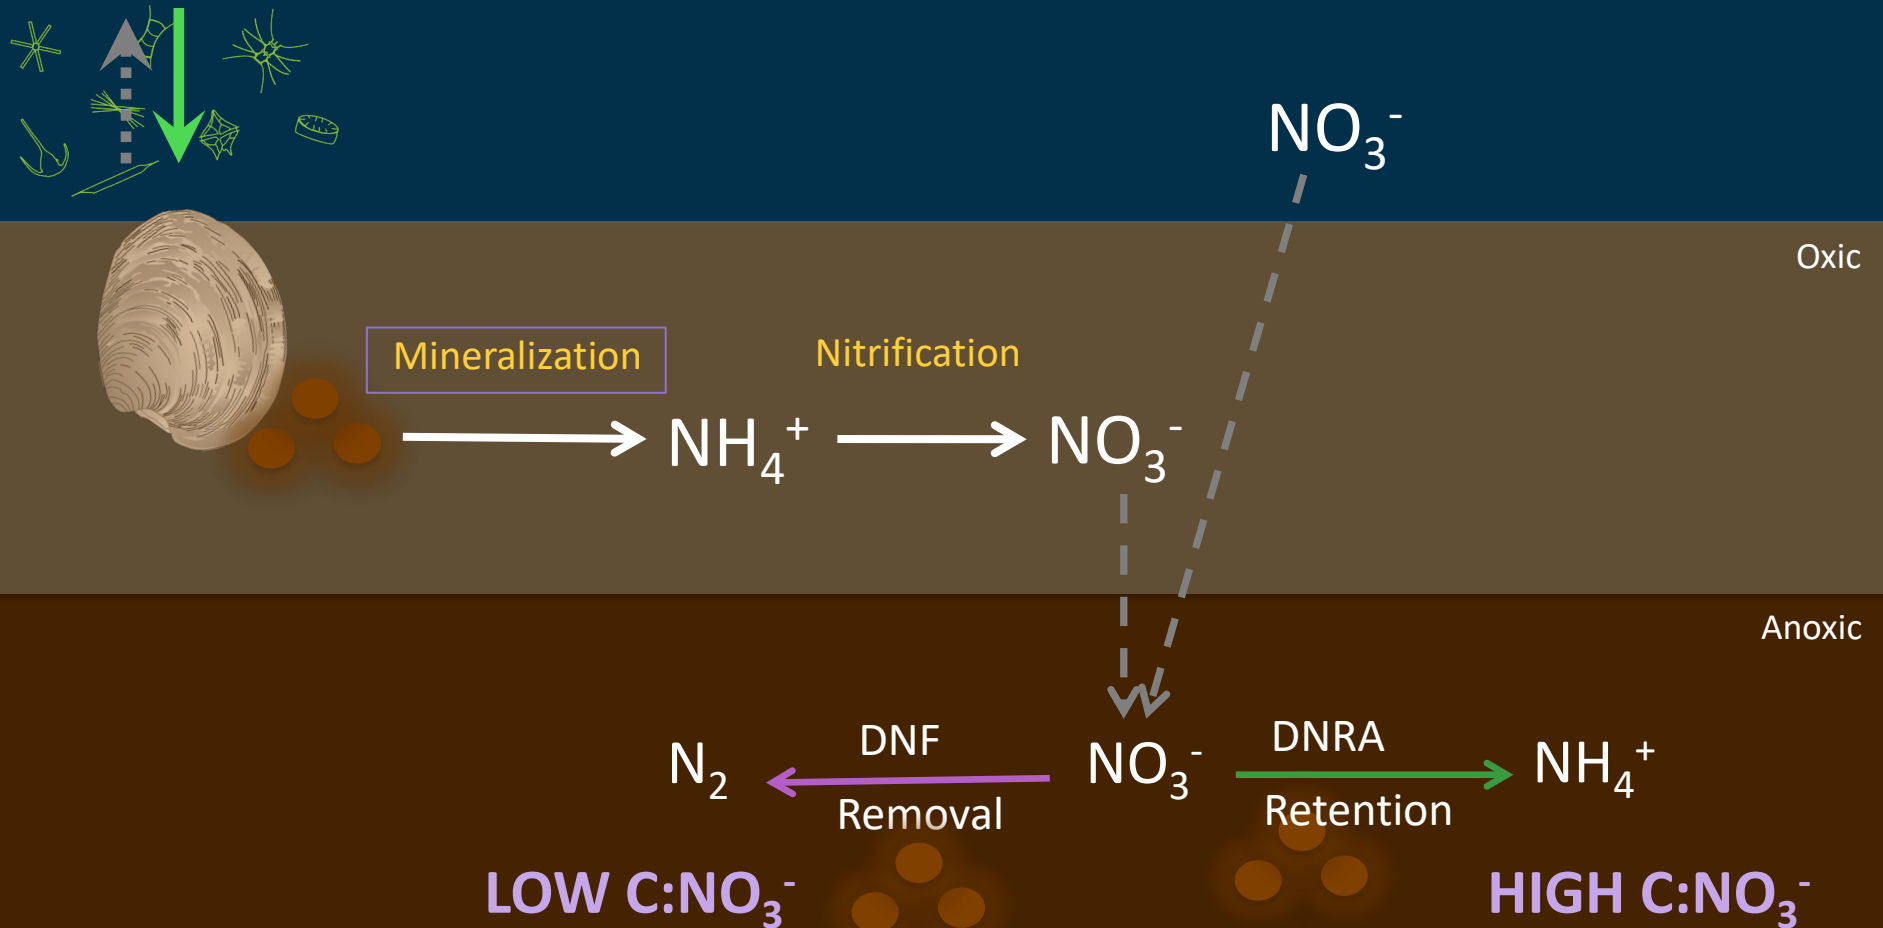 NO₃⁻
Oxic
Mineralization
Nitrification
NH₄⁺
NO₃⁻
Anoxic
DNF
DNRA
N₂
NO₃⁻
NH₄⁺
Removal
Retention
LOW C:NO₃⁻
HIGH C:NO₃⁻